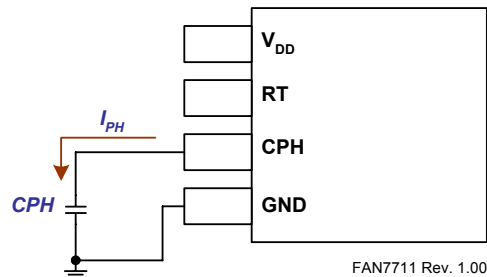 V_DD
RT
I_PH
CPH
CPH
GND
FAN7711 Rev. 1.00